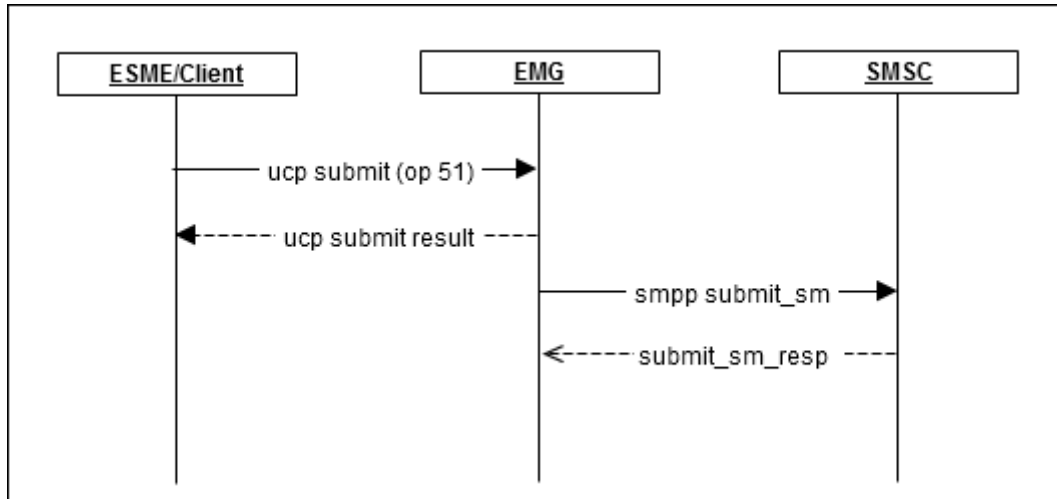 ESME/Client
EMG
SMSC
ucp submit (op 51)
ucp submit result
smpp submit_sm
submit_sm_resp